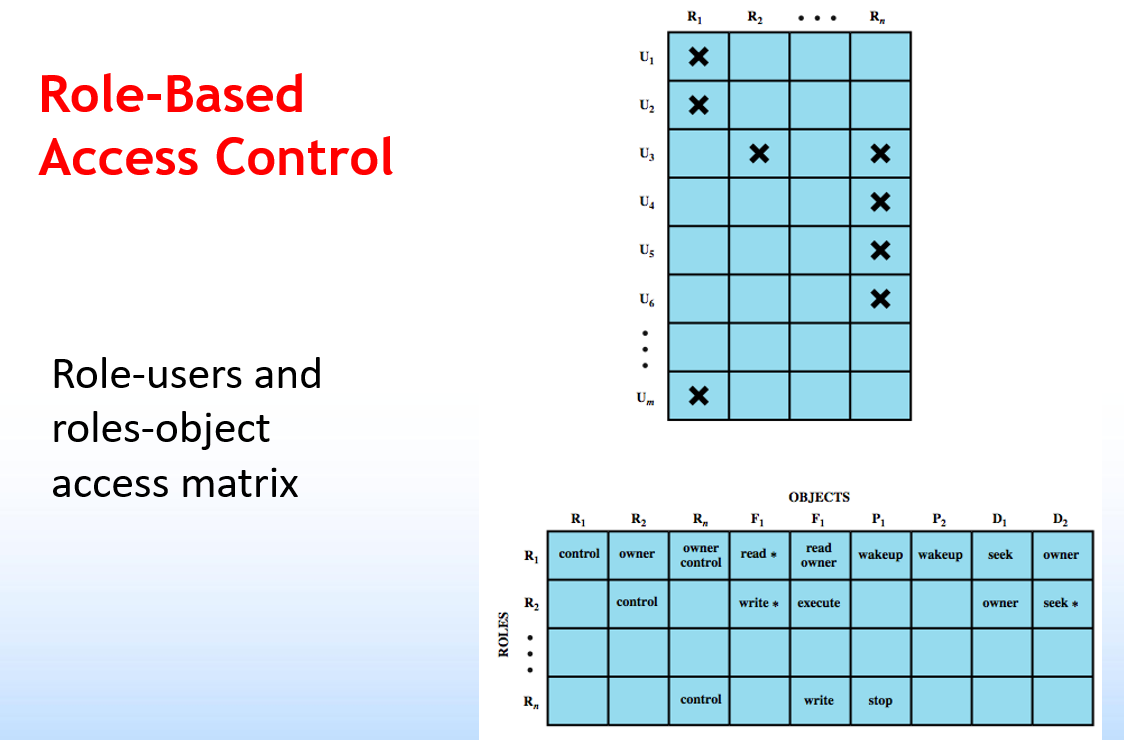 Role-Based
Access Control
Role-users and
roles-object
access matrix
R1 R2 • • • Rn
U1 ✖
U2 ✖
U3 ✖ ✖
U4 ✖
U5 ✖
U6 ✖
•
•
•
Um ✖
OBJECTS
R1 R2 Rn F1 F1 P1 P2 D1 D2
ROLES
R1 control owner owner control read * read owner wakeup wakeup seek owner
R2 control write * execute owner seek *
•
•
•
Rn control write stop